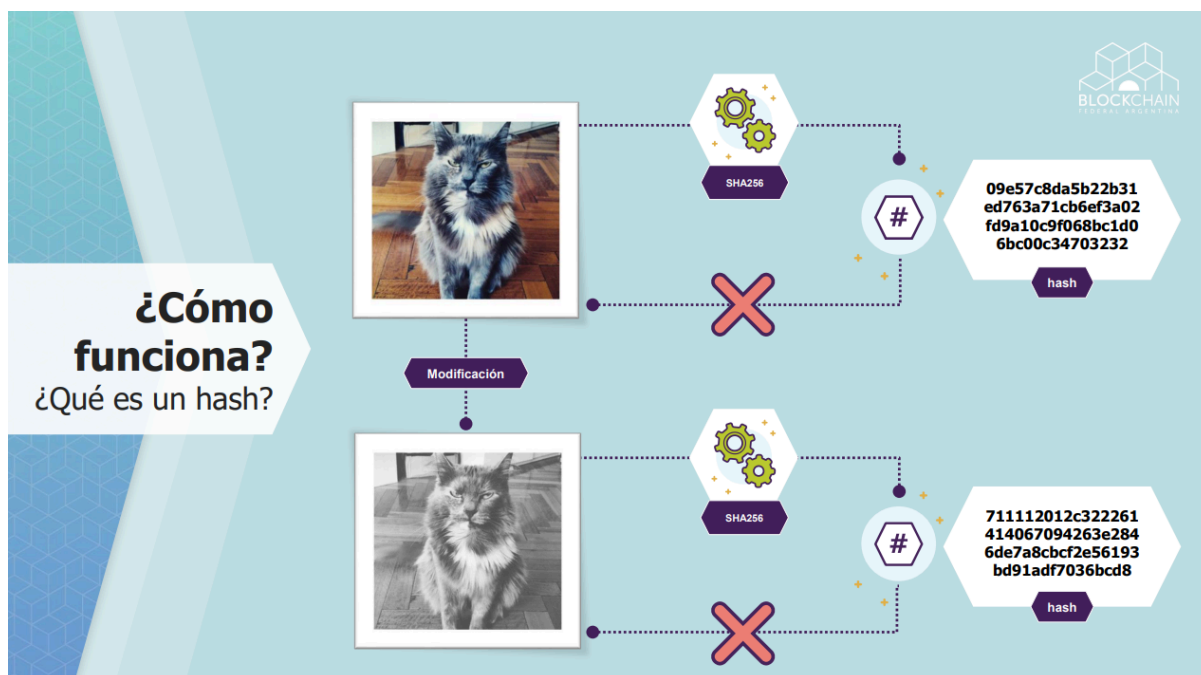 BLOCKCHAIN
FEDERAL ARGENTINA
¿Cómo
funciona?
¿Qué es un hash?
SHA256
#
09e57c8da5b22b31
ed763a71cb6ef3a02
fd9a10c9f068bc1d0
6bc00c34703232
hash
Modificación
SHA256
#
711112012c322261
414067094263e284
6de7a8cbcf2e56193
bd91adf7036bcd8
hash